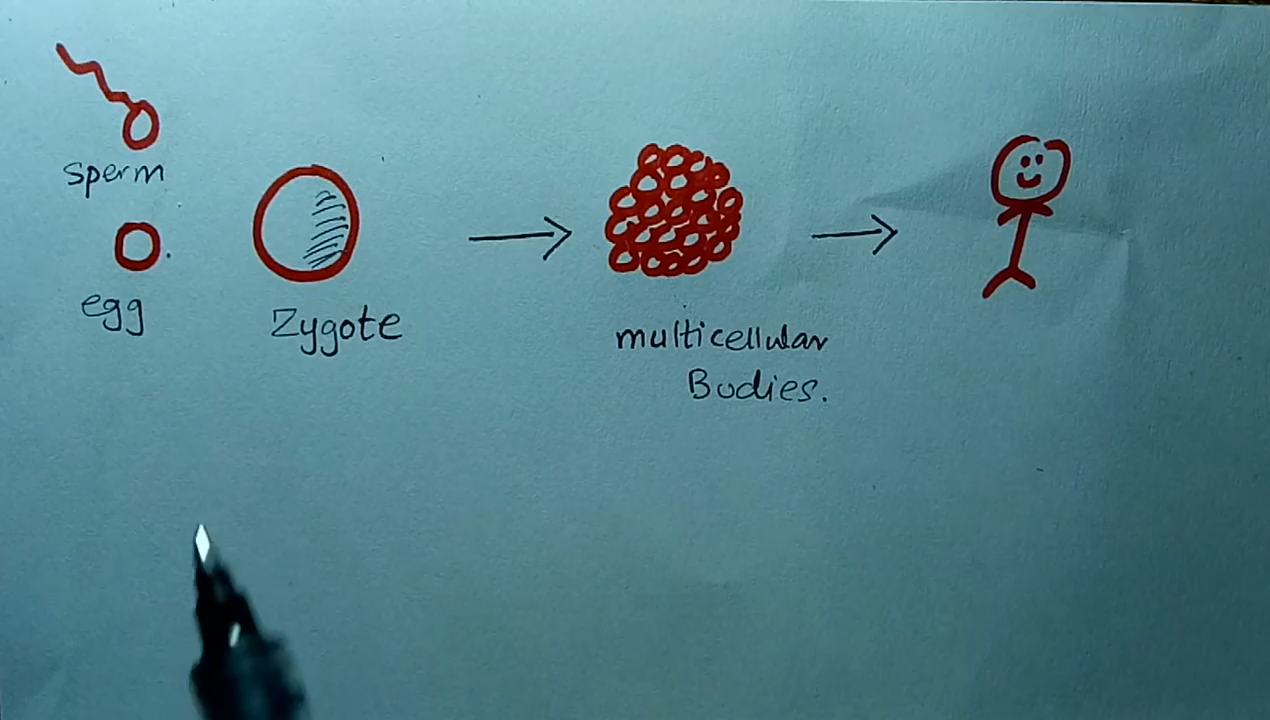 sperm
egg
Zygote
multicellular
Bodies.